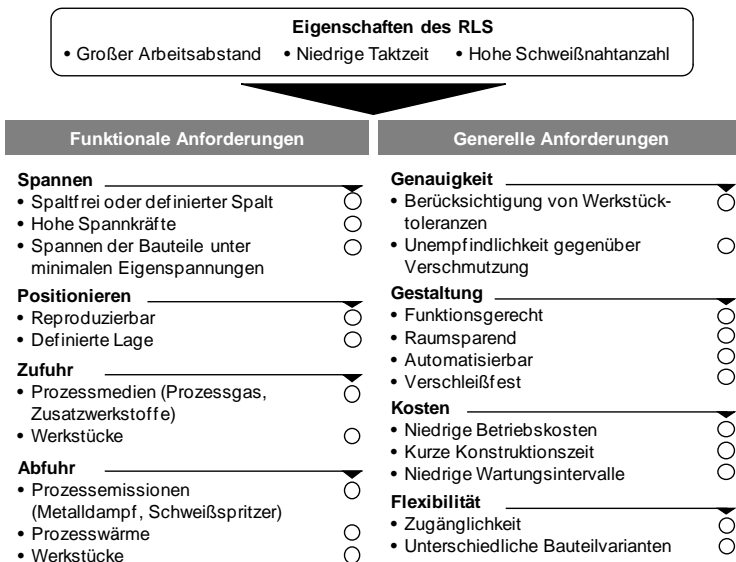 Eigenschaften des RLS
• Großer Arbeitsabstand • Niedrige Taktzeit • Hohe Schweißnahtanzahl
Funktionale Anforderungen
Spannen
• Spaltfrei oder definierter Spalt
• Hohe Spannkräfte
• Spannen der Bauteile unter
minimalen Eigenspannungen
Positionieren
• Reproduzierbar
• Definierte Lage
Zufuhr
• Prozessmedien (Prozessgas,
Zusatzwerkstoffe)
• Werkstücke
Abfuhr
• Prozessemissionen
(Metalldampf, Schweißspritzer)
• Prozesswärme
• Werkstücke
Generelle Anforderungen
Genauigkeit
• Berücksichtigung von Werkstück-
toleranzen
• Unempfindlichkeit gegenüber
Verschmutzung
Gestaltung
• Funktionsgerecht
• Raumsparend
• Automatisierbar
• Verschleißfest
Kosten
• Niedrige Betriebskosten
• Kurze Konstruktionszeit
• Niedrige Wartungsintervalle
Flexibilität
• Zugänglichkeit
• Unterschiedliche Bauteilvarianten